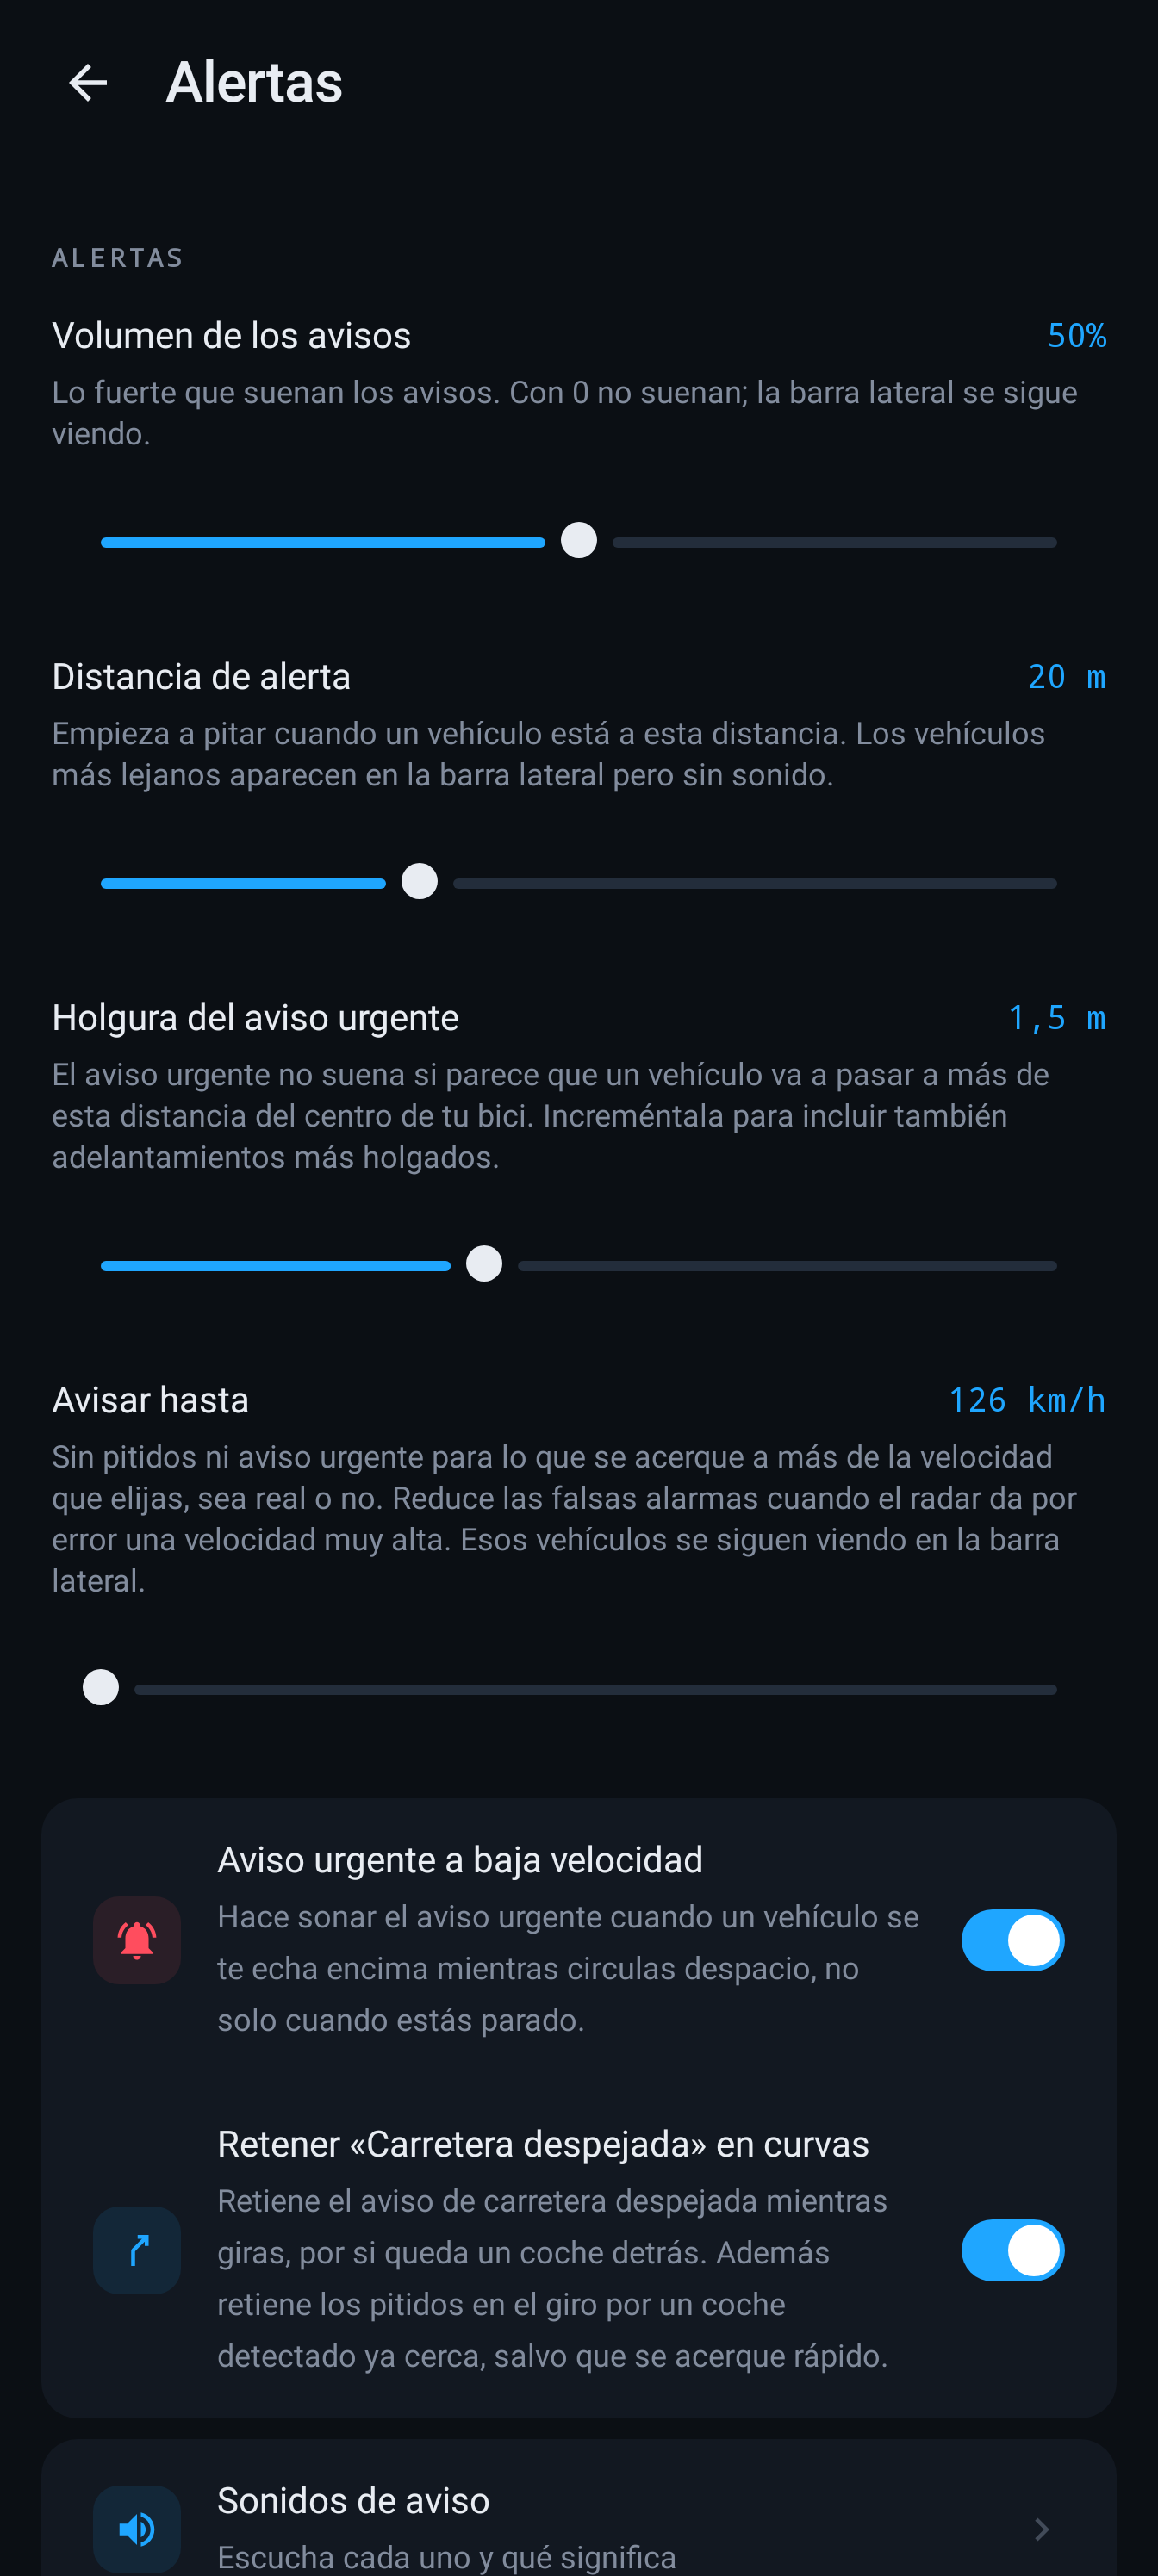 Alertas
ALERTAS
Volumen de los avisos
50%
Lo fuerte que suenan los avisos. Con 0 no suenan; la barra lateral se sigue
viendo.
Distancia de alerta
20 m
Empieza a pitar cuando un vehículo está a esta distancia. Los vehículos
más lejanos aparecen en la barra lateral pero sin sonido.
Holgura del aviso urgente
1,5 m
El aviso urgente no suena si parece que un vehículo va a pasar a más de
esta distancia del centro de tu bici. Increméntala para incluir también
adelantamientos más holgados.
Avisar hasta
126 km/h
Sin pitidos ni aviso urgente para lo que se acerque a más de la velocidad
que elijas, sea real o no. Reduce las falsas alarmas cuando el radar da por
error una velocidad muy alta. Esos vehículos se siguen viendo en la barra
lateral.
Aviso urgente a baja velocidad
Hace sonar el aviso urgente cuando un vehículo se
te echa encima mientras circulas despacio, no
solo cuando estás parado.
Retener «Carretera despejada» en curvas
Retiene el aviso de carretera despejada mientras
giras, por si queda un coche detrás. Además
retiene los pitidos en el giro por un coche
detectado ya cerca, salvo que se acerque rápido.
Sonidos de aviso
Escucha cada uno y qué significa